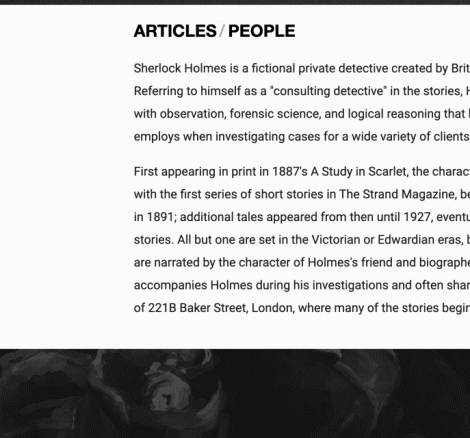 ARTICLES / PEOPLE
Sherlock Holmes is a fictional private detective created by Brit
Referring to himself as a "consulting detective" in the stories, H
with observation, forensic science, and logical reasoning that
employs when investigating cases for a wide variety of clients
First appearing in print in 1887's A Study in Scarlet, the charac
with the first series of short stories in The Strand Magazine, be
in 1891; additional tales appeared from then until 1927, eventu
stories. All but one are set in the Victorian or Edwardian eras, b
are narrated by the character of Holmes's friend and biographe
accompanies Holmes during his investigations and often shar
of 221B Baker Street, London, where many of the stories begin